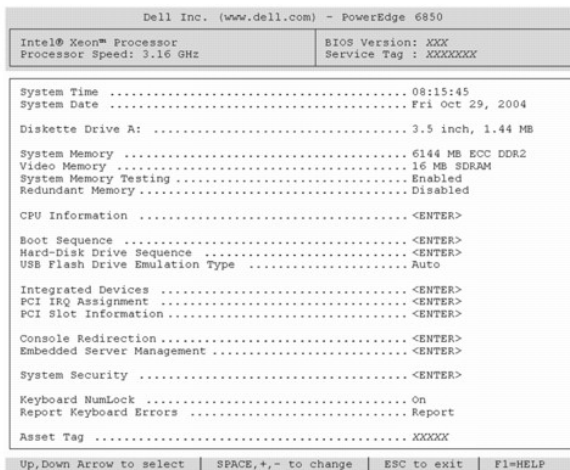 Dell Inc. (www.dell.com) - PowerEdge 6850
Intel® Xeon™ Processor
Processor Speed: 3.16 GHz
BIOS Version: XXX
Service Tag : XXXXXXX
System Time ........................................ 08:15:45
System Date ........................................ Fri Oct 29, 2004
Diskette Drive A: .................................. 3.5 inch, 1.44 MB
System Memory ...................................... 6144 MB ECC DDR2
Video Memory ....................................... 16 MB SDRAM
System Memory Testing .............................. Enabled
Redundant Memory.................................... Disabled
CPU Information .................................... <ENTER>
Boot Sequence ...................................... <ENTER>
Hard-Disk Drive Sequence ........................... <ENTER>
USB Flash Drive Emulation Type ..................... Auto
Integrated Devices ................................. <ENTER>
PCI IRQ Assignment ................................. <ENTER>
PCI Slot Information................................ <ENTER>
Console Redirection................................. <ENTER>
Embedded Server Management ......................... <ENTER>
System Security .................................... <ENTER>
Keyboard NumLock ................................... On
Report Keyboard Errors ............................. Report
Asset Tag .......................................... XXXXX
Up,Down Arrow to select | SPACE,+,- to change | ESC to exit | F1=HELP